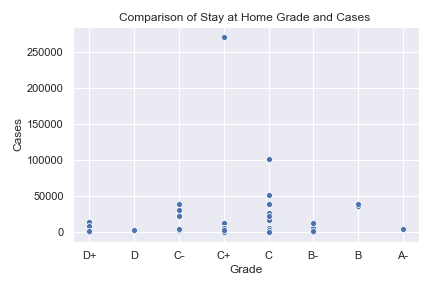 Comparison of Stay at Home Grade and Cases
250000
200000
150000
100000
50000
0
Cases
D+ D C- C+ C B- B A-
Grade